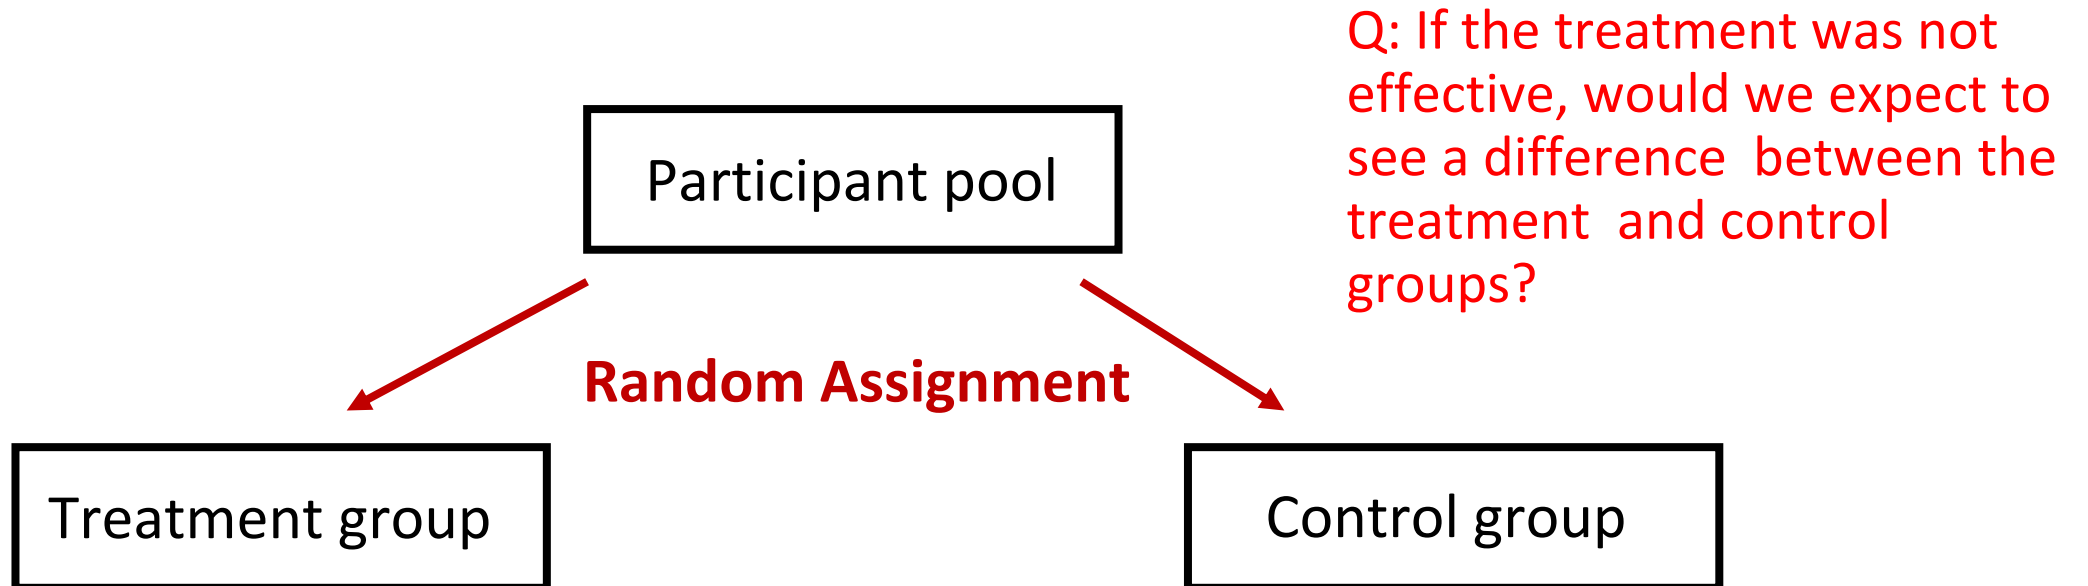 Q: If the treatment was not
effective, would we expect to
see a difference  between the
treatment  and control
groups?
Participant pool
Random Assignment
Treatment group
Control group